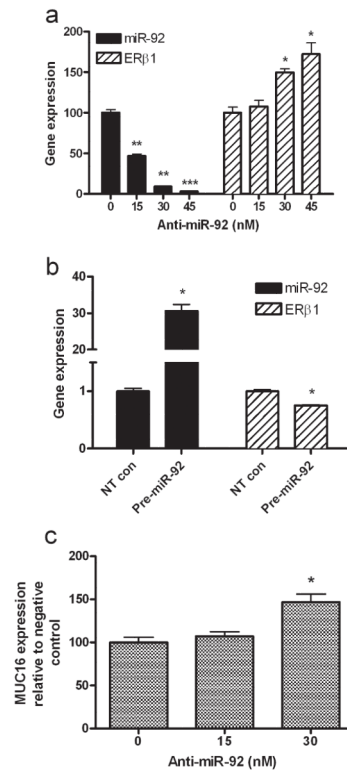 a
miR-92
ERβ1
200
150
100
50
0
Gene expression
** ** *** * *
0 15 30 45 0 15 30 45
Anti-miR-92 (nM)
b
miR-92
ERβ1
40
30
20
1
0
Gene expression
* *
NT con Pre-miR-92 NT con Pre-miR-92
c
200
150
100
50
0
MUC16 expression
relative to negative
control
*
0 15 30
Anti-miR-92 (nM)